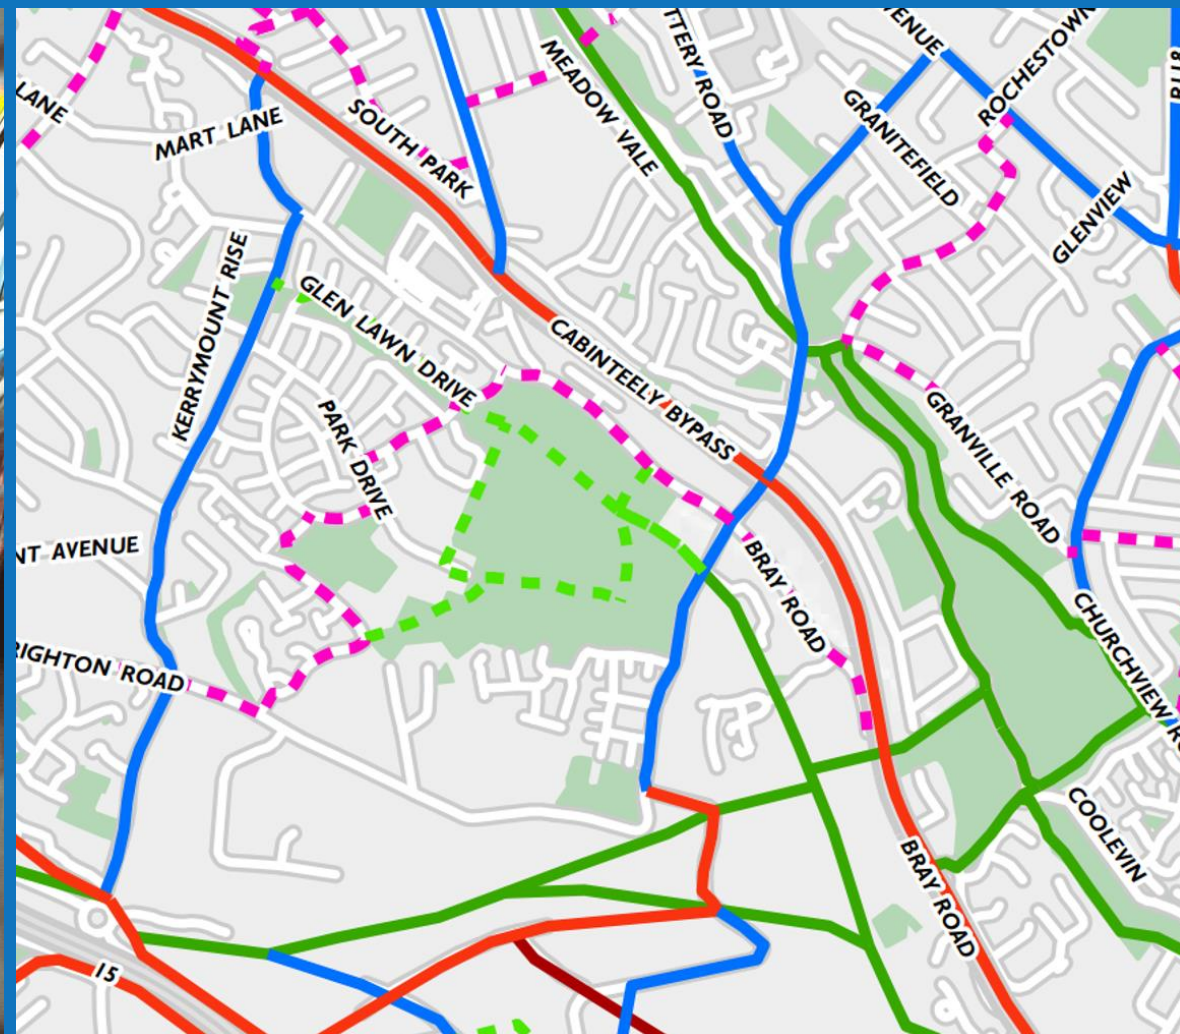 VENUE
ROCHESTOWN
TTERY ROAD
MEADOW VALE
LANE
MART LANE
SOUTH PARK
GRANITEFIELD
GLENVIEW
KERRYMOUNT RISE
GLEN LAWN DRIVE
CABINTEELY BYPASS
PARK DRIVE
GRANVILLE ROAD
NT AVENUE
BRAY ROAD
CHURCHVIEW R
RIGHTON ROAD
COOLEVIN
BRAY ROAD
15